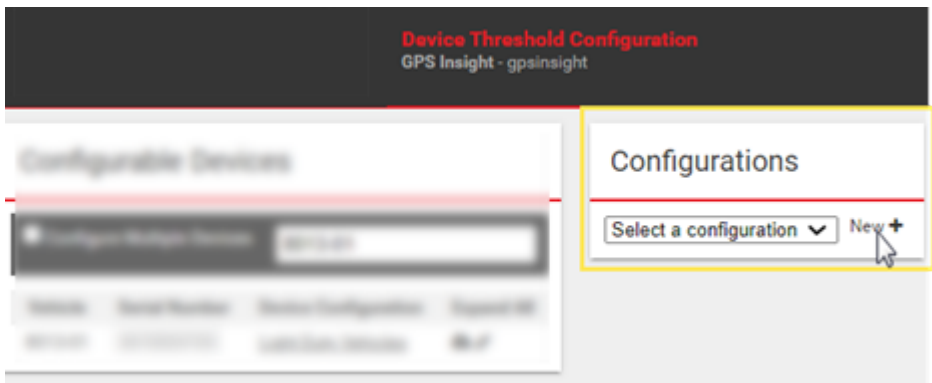 Device Threshold Configuration
GPS Insight - gpsinsight
Configurable Devices
Configurations
Configure Multiple Devices
Select a configuration New +
Vehicle Serial Number Device Configuration Expand All
Light Duty Vehicles